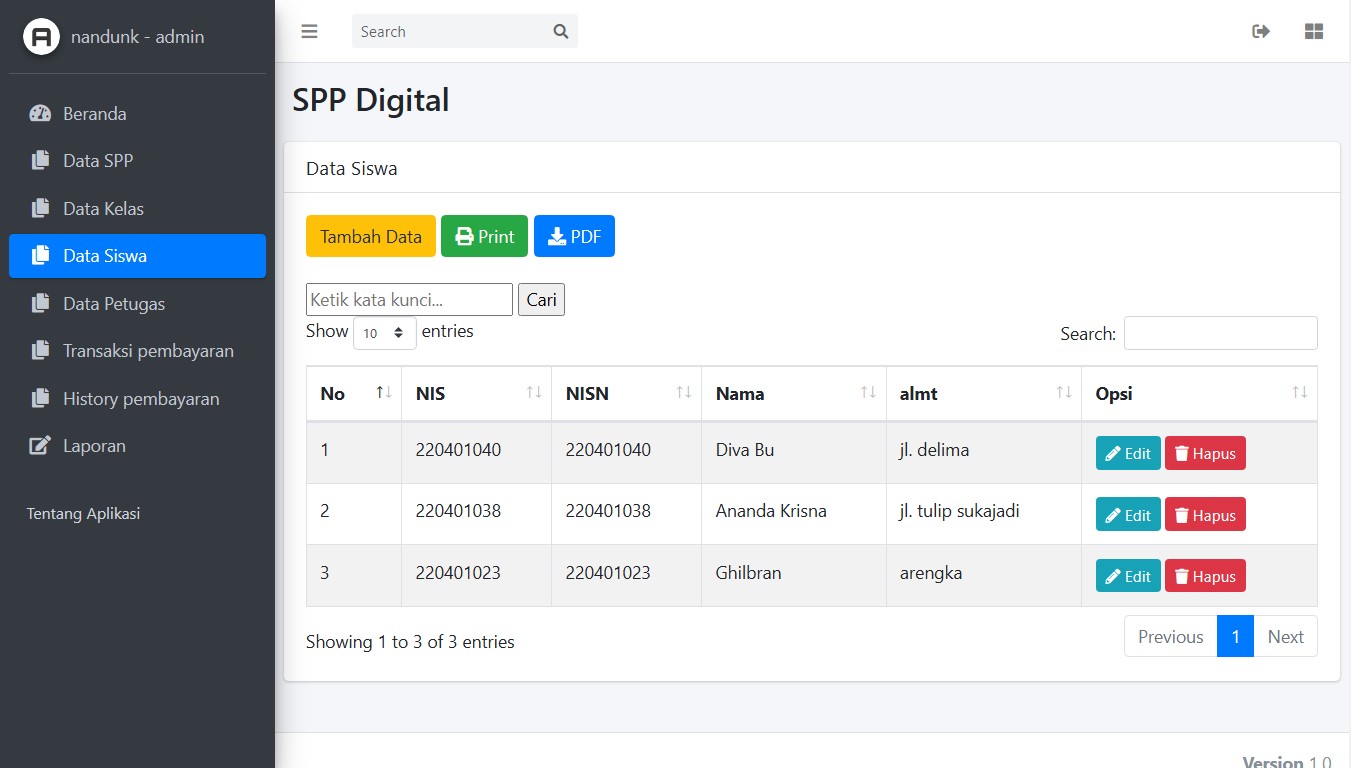 nandunk - admin
Search
Beranda
Data SPP
Data Kelas
Data Siswa
Data Petugas
Transaksi pembayaran
History pembayaran
Laporan
Tentang Aplikasi
SPP Digital
Data Siswa
Tambah Data Print PDF
Ketik kata kunci... Cari
Show 10 entries Search:
No NIS NISN Nama almt Opsi
1 220401040 220401040 Diva Bu jl. delima Edit Hapus
2 220401038 220401038 Ananda Krisna jl. tulip sukajadi Edit Hapus
3 220401023 220401023 Ghilbran arengka Edit Hapus
Showing 1 to 3 of 3 entries Previous 1 Next
Version 1.0